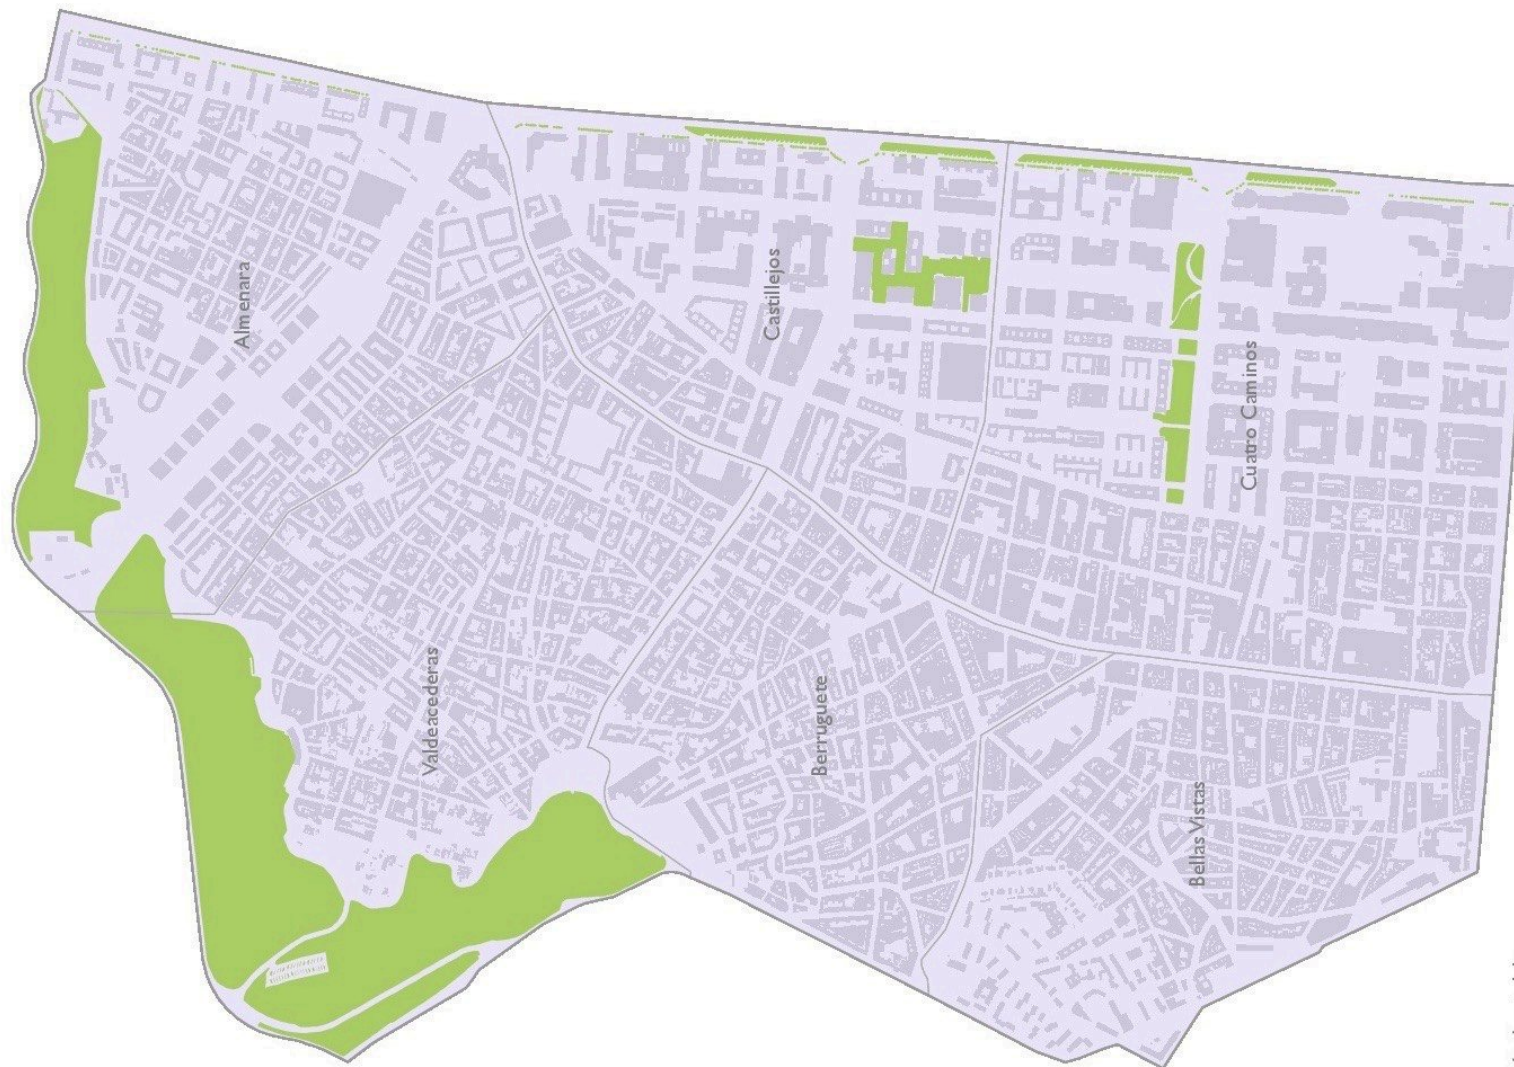 Almenara
Castillejos
Cuatro Caminos
Valdeacederas
Berruguete
Bellas Vistas